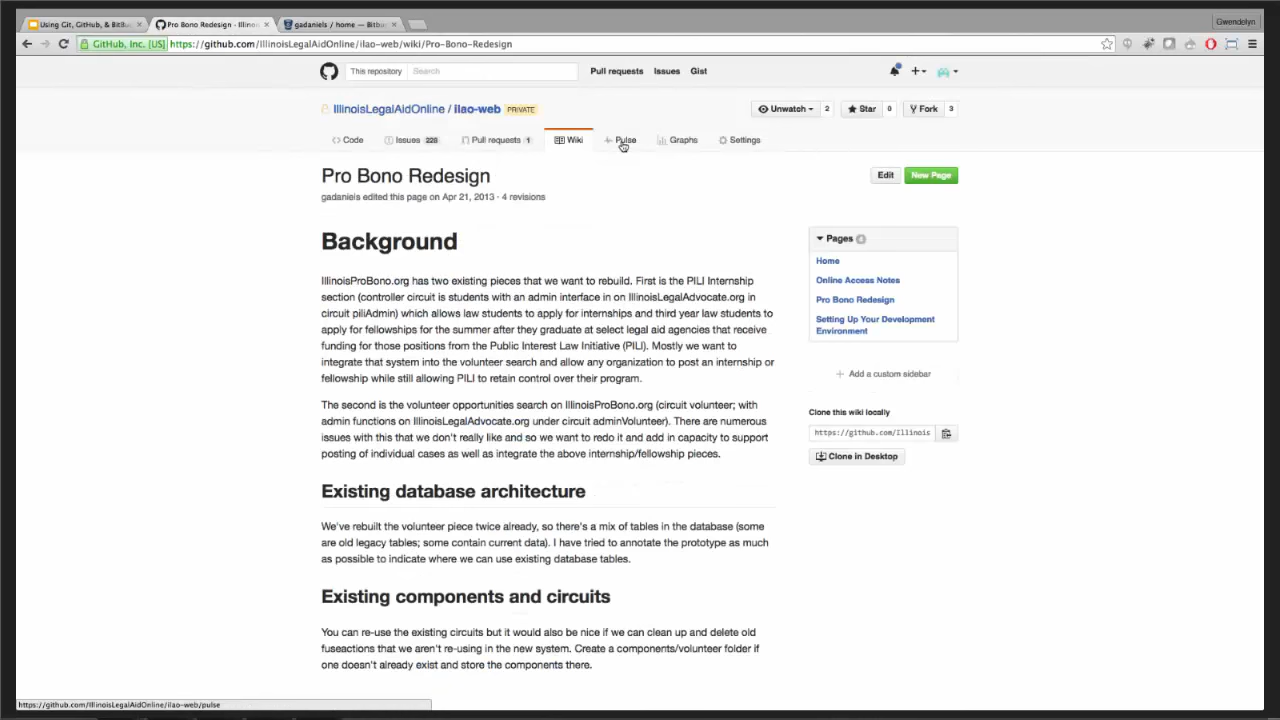 Using Git, GitHub, & Bitbu
Pro Bono Redesign · Illinoi
gadaniels / home — Bitbuc
Gwendelyn
GitHub, Inc. [US] https://github.com/IllinoisLegalAidOnline/ilao-web/wiki/Pro-Bono-Redesign
This repository Search Pull requests Issues Gist
IllinoisLegalAidOnline / ilao-web PRIVATE
Unwatch 2 Star 0 Fork 3
Code Issues 228 Pull requests 1 Wiki Pulse Graphs Settings
Pro Bono Redesign
Edit New Page
gadaniels edited this page on Apr 21, 2013 · 4 revisions
Background
IllinoisProBono.org has two existing pieces that we want to rebuild. First is the PILI Internship
section (controller circuit is students with an admin interface in on IllinoisLegalAdvocate.org in
circuit piliAdmin) which allows law students to apply for internships and third year law students to
apply for fellowships for the summer after they graduate at select legal aid agencies that receive
funding for those positions from the Public Interest Law Initiative (PILI). Mostly we want to
integrate that system into the volunteer search and allow any organization to post an internship or
fellowship while still allowing PILI to retain control over their program.
The second is the volunteer opportunities search on IllinoisProBono.org (circuit volunteer; with
admin functions on IllinoisLegalAdvocate.org under circuit adminVolunteer). There are numerous
issues with this that we don't really like and so we want to redo it and add in capacity to support
posting of individual cases as well as integrate the above internship/fellowship pieces.
Existing database architecture
We've rebuilt the volunteer piece twice already, so there's a mix of tables in the database (some
are old legacy tables; some contain current data). I have tried to annotate the prototype as much
as possible to indicate where we can use existing database tables.
Existing components and circuits
You can re-use the existing circuits but it would also be nice if we can clean up and delete old
fuseactions that we aren't re-using in the new system. Create a components/volunteer folder if
one doesn't already exist and store the components there.
Pages 4
Home
Online Access Notes
Pro Bono Redesign
Setting Up Your Development
Environment
Add a custom sidebar
Clone this wiki locally
https://github.com/Illinois
Clone in Desktop
https://github.com/IllinoisLegalAidOnline/ilao-web/pulse